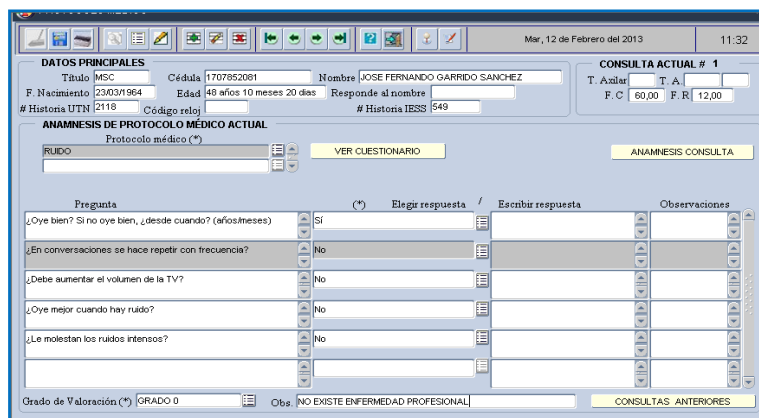 Mar, 12 de Febrero del 2013 11:32
DATOS PRINCIPALES
CONSULTA ACTUAL # 1
Título MSC Cédula 1707852081 Nombre JOSE FERNANDO GARRIDO SANCHEZ
T. Axilar T. A.
F. Nacimiento 23/03/1964 Edad 48 años 10 meses 20 dias Responde al nombre
F. C 60,00 F. R 12,00
# Historia UTN 2118 Código reloj # Historia IESS 549
ANAMNESIS DE PROTOCOLO MÉDICO ACTUAL
Protocolo médico (*)
RUIDO VER CUESTIONARIO ANAMNESIS CONSULTA
Pregunta (*) Elegir respuesta / Escribir respuesta Observaciones
¿Oye bien? Si no oye bien, ¿desde cuando? (años/meses) Sí
¿En conversaciones se hace repetir con frecuencia? No
¿Debe aumentar el volumen de la TV? No
¿Oye mejor cuando hay ruido? No
¿Le molestan los ruidos intensos? No
Grado de Valoración (*) GRADO 0 Obs. NO EXISTE ENFERMEDAD PROFESIONAL CONSULTAS ANTERIORES